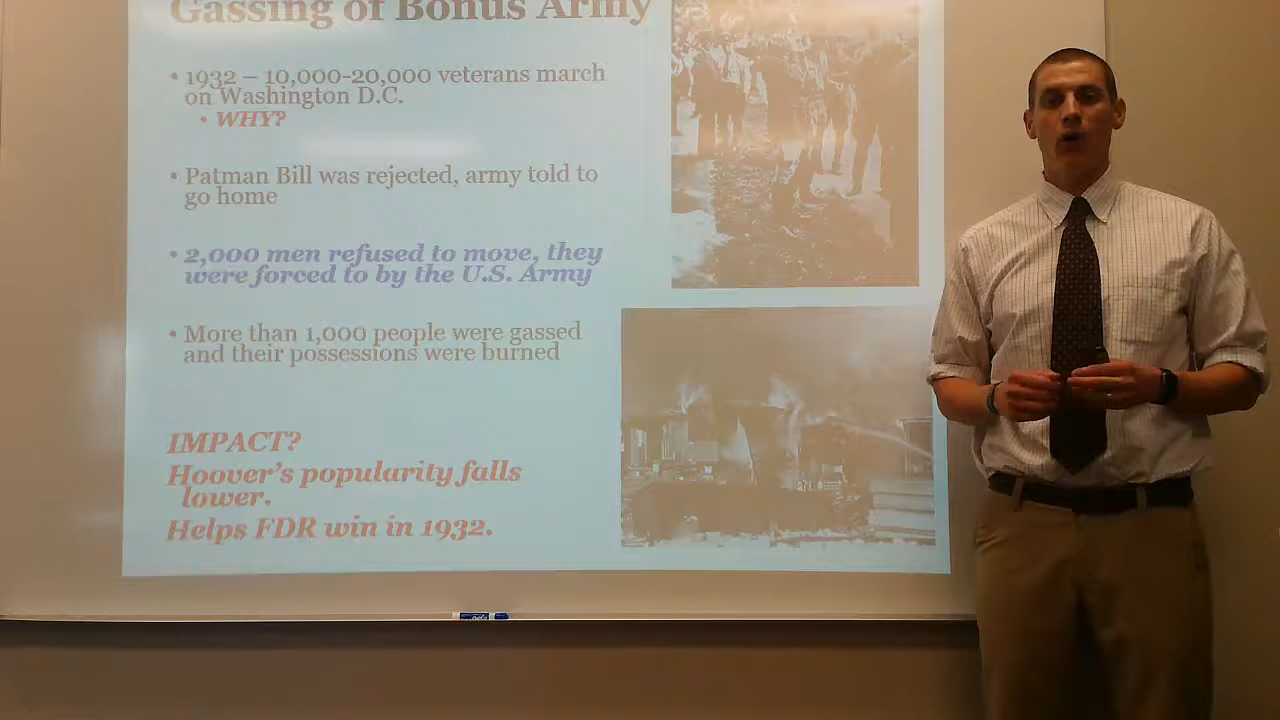 Gassing of Bonus Army
• 1932 – 10,000-20,000 veterans march
on Washington D.C.
• WHY?
• Patman Bill was rejected, army told to
go home
• 2,000 men refused to move, they
were forced to by the U.S. Army
• More than 1,000 people were gassed
and their possessions were burned
IMPACT?
Hoover's popularity falls
lower.
Helps FDR win in 1932.